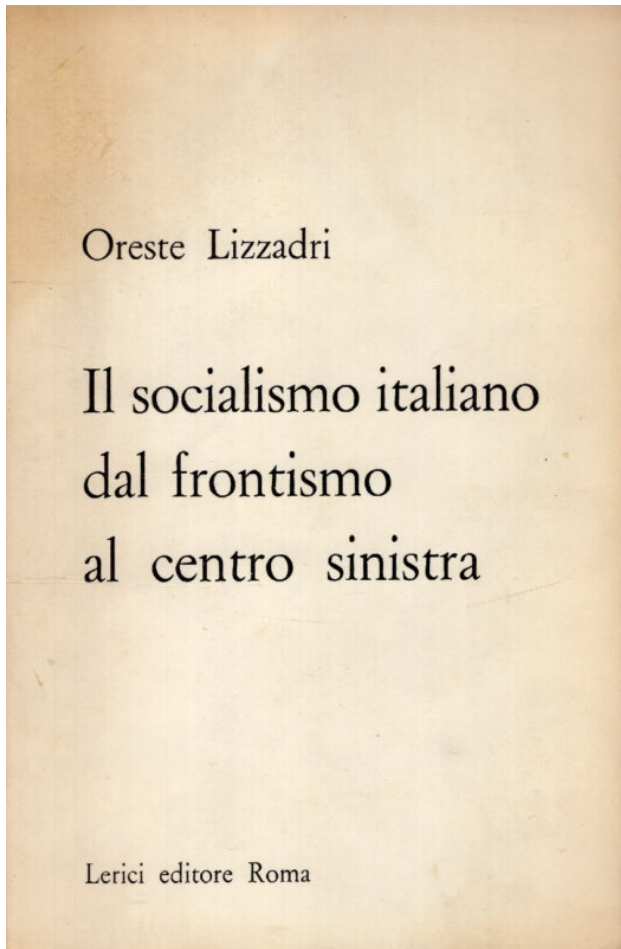 Oreste Lizzadri
Il socialismo italiano
dal frontismo
al centro sinistra
Lerici editore Roma